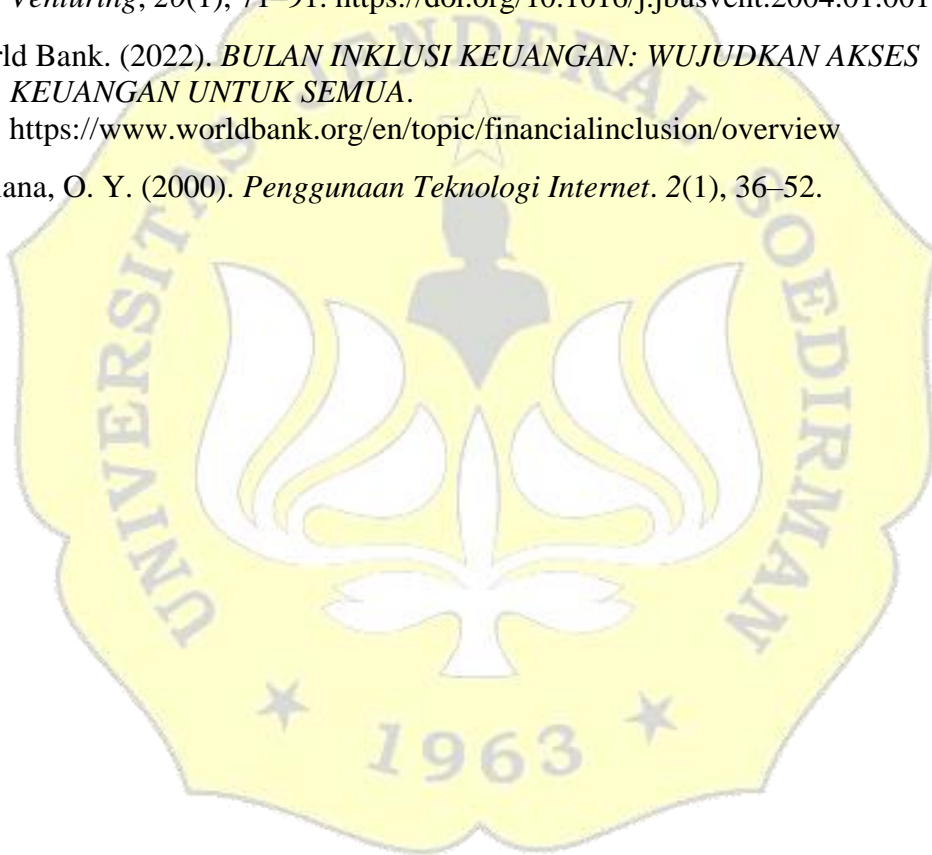 Venturing, 20(1), 71–91. https://doi.org/10.1016/j.jbusvent.2004.01.001
rld Bank. (2022). BULAN INKLUSI KEUANGAN: WUJUDKAN AKSES
KEUANGAN UNTUK SEMUA.
https://www.worldbank.org/en/topic/financialinclusion/overview
iana, O. Y. (2000). Penggunaan Teknologi Internet. 2(1), 36–52.
UNIVERSITAS JENDERAL SOEDIRMAN
1963